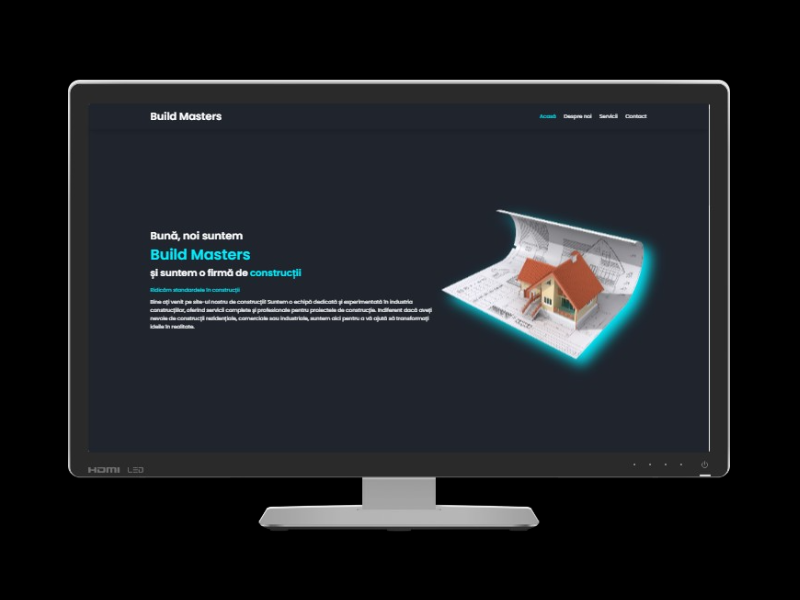 Build Masters
Acasă Despre noi Servicii Contact
Bună, noi suntem
Build Masters
și suntem o firmă de construcții
Ridicăm standardele în construcții
Bine ați venit pe site-ul nostru de construcții! Suntem o echipă dedicată și experimentată în industria
construcțiilor, oferind servicii complete și profesionale pentru proiectele de construcție. Indiferent dacă aveți
nevoie de construcții rezidențiale, comerciale sau industriale, suntem aici pentru a vă ajuta să transformați
ideile în realitate.
HDMI LED